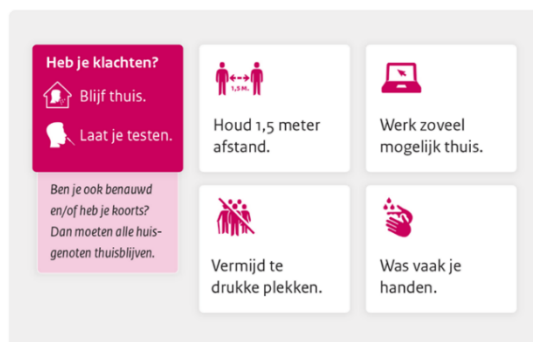 Heb je klachten?
Blijf thuis.
Laat je testen.
Ben je ook benauwd
en/of heb je koorts?
Dan moeten alle huis-
genoten thuisblijven.
1,5 M.
Houd 1,5 meter
afstand.
Werk zoveel
mogelijk thuis.
Vermijd te
drukke plekken.
Was vaak je
handen.